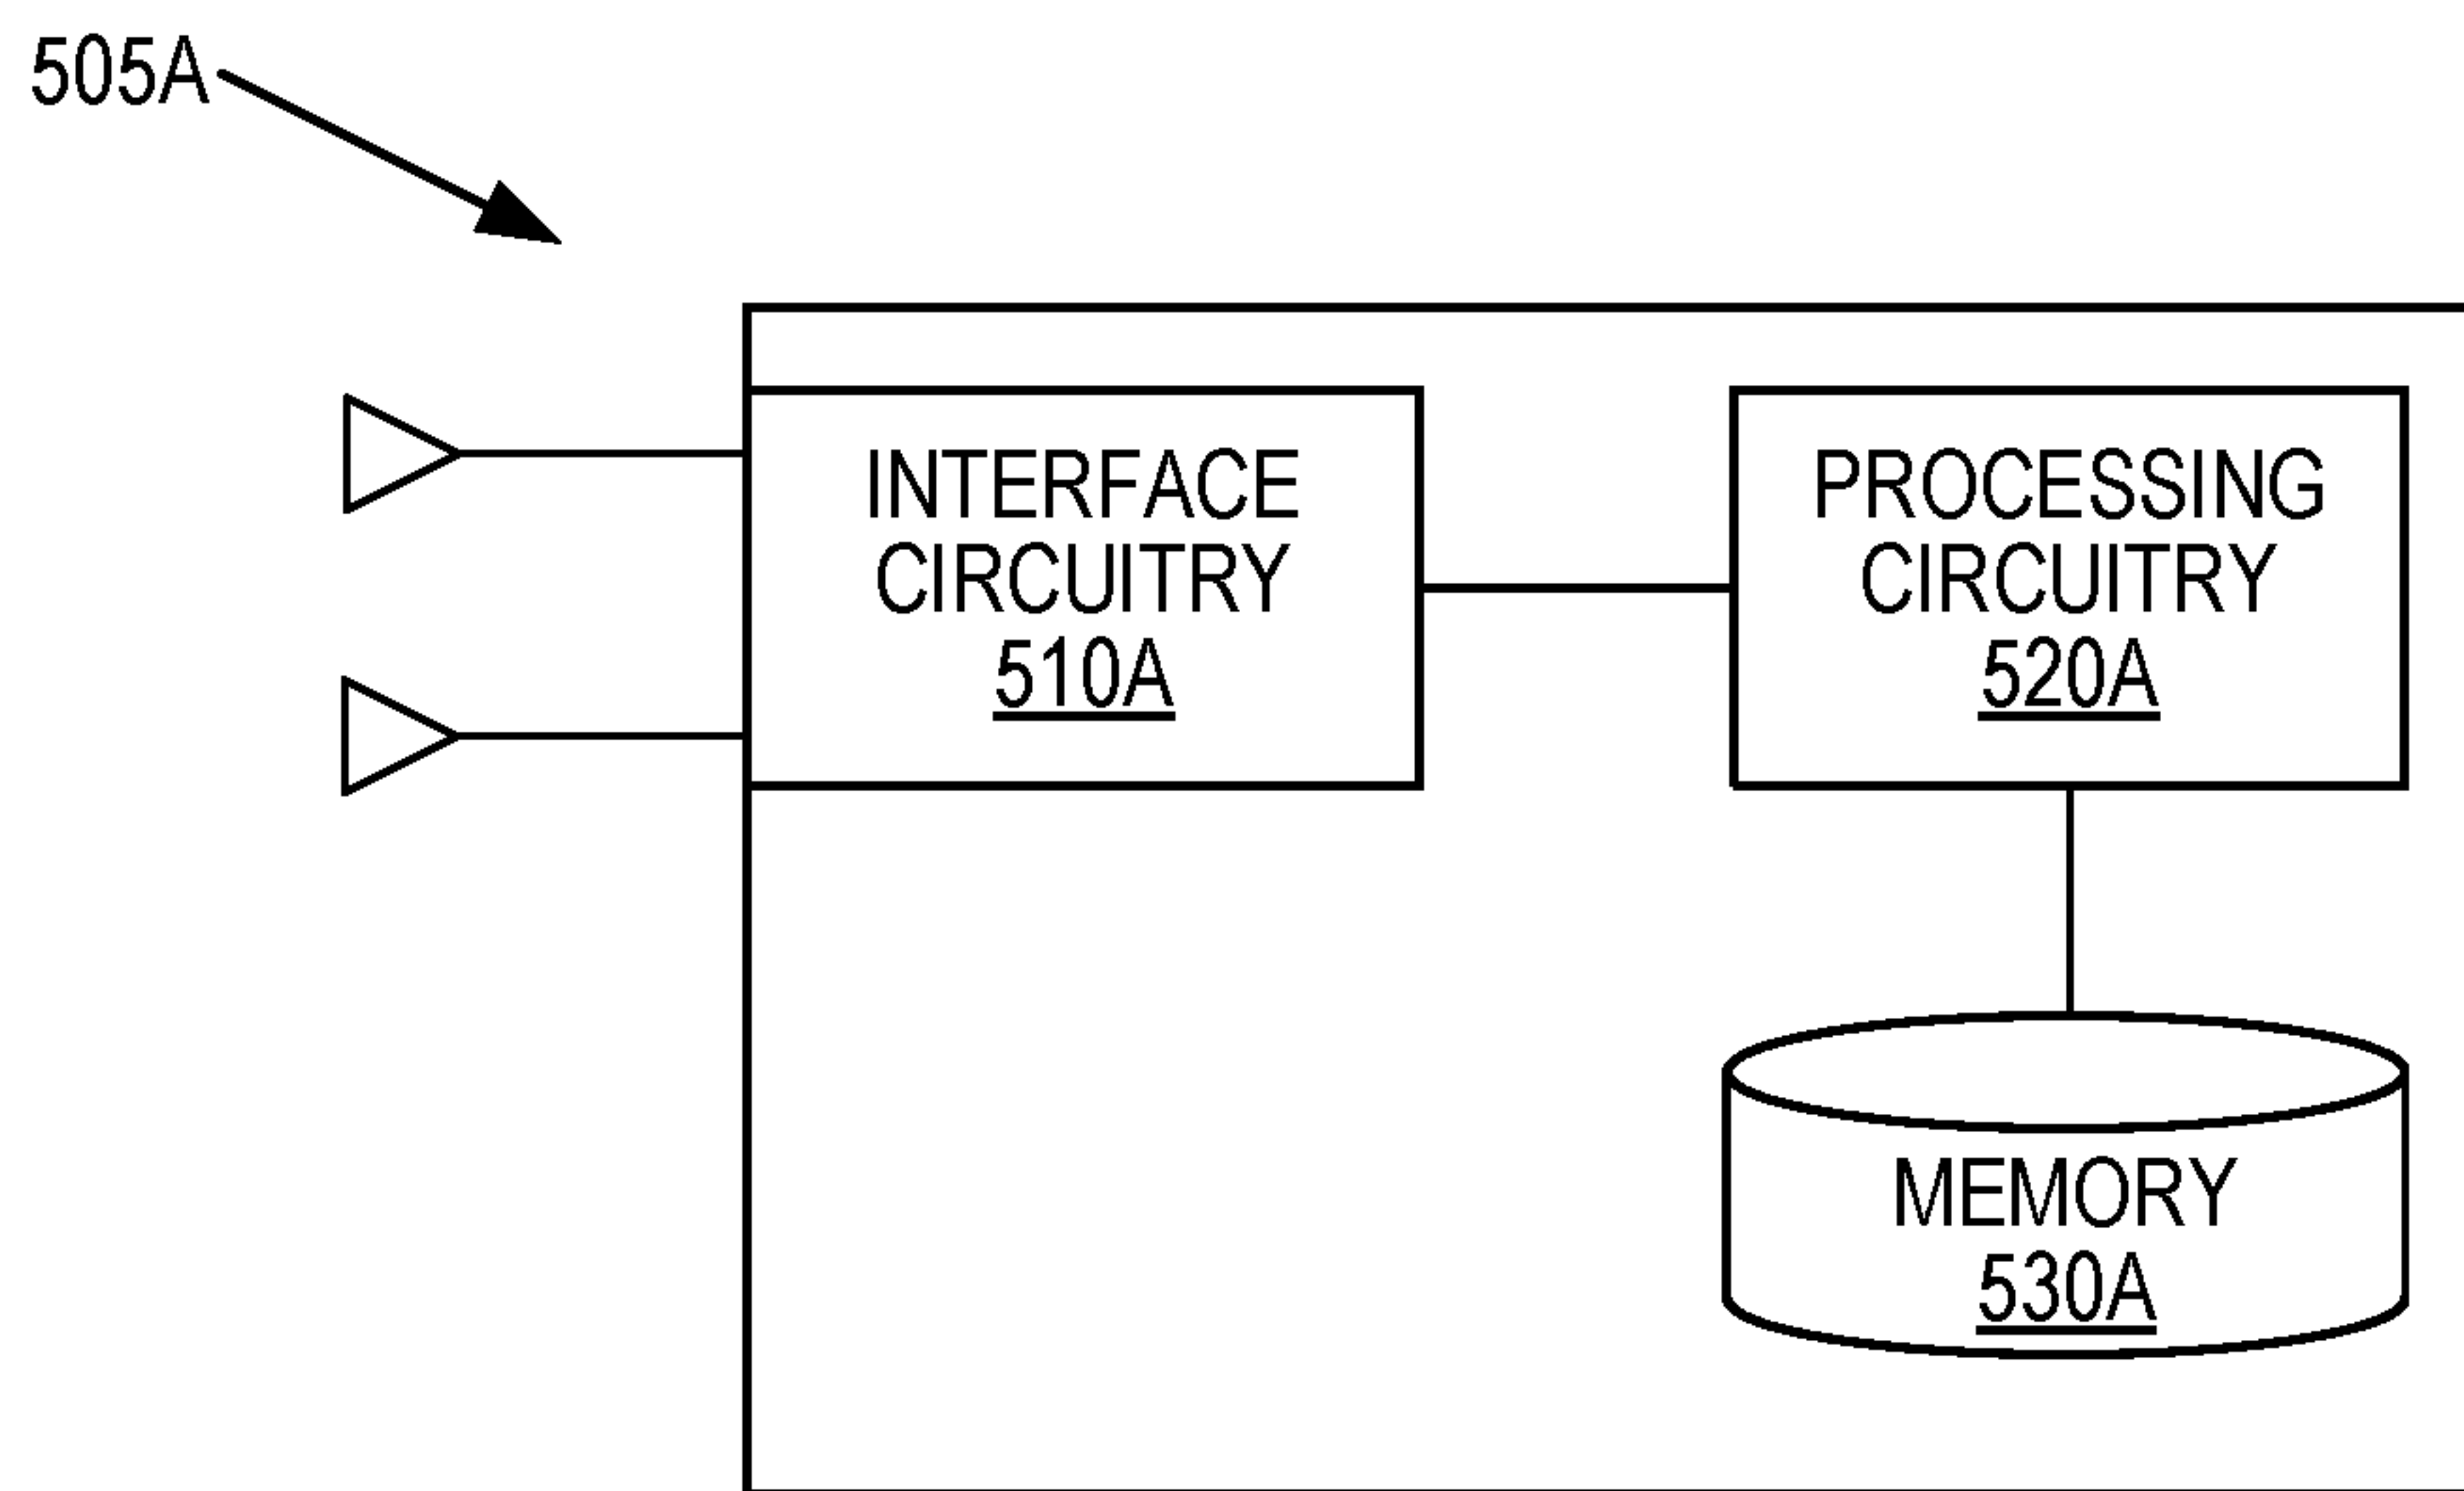 505A
INTERFACE
CIRCUITRY
510A
PROCESSING
CIRCUITRY
520A
MEMORY
530A